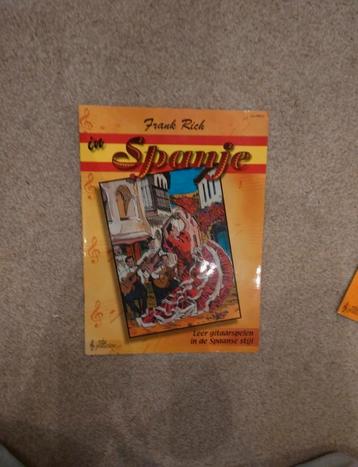 Frank Rich
in
Spanje
Leer gitaarspelen
in de Spaanse stijl